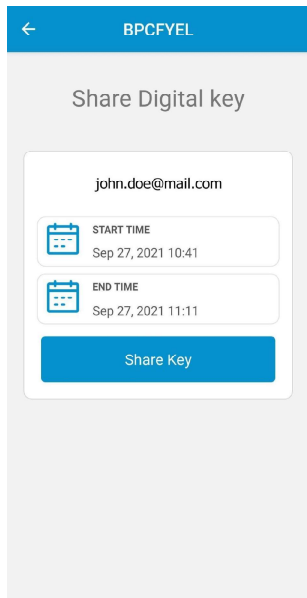 BPCFYEL
Share Digital key
john.doe@mail.com
START TIME
Sep 27, 2021 10:41
END TIME
Sep 27, 2021 11:11
Share Key